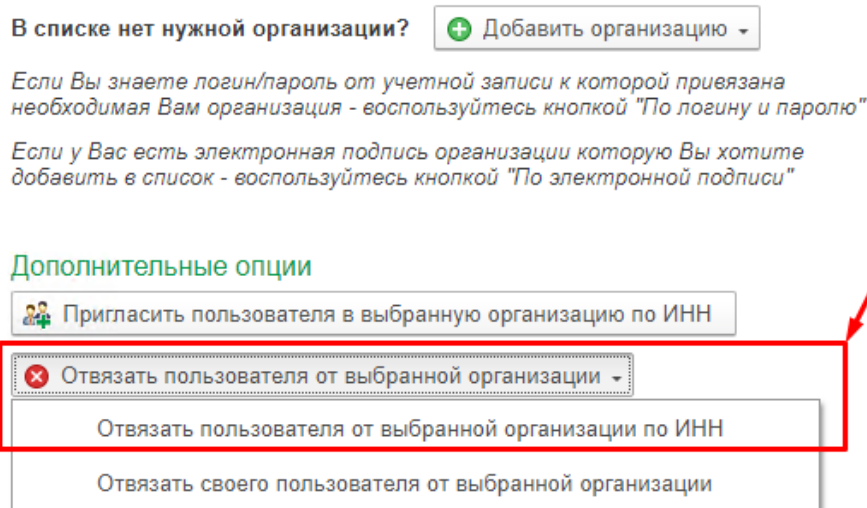 В списке нет нужной организации? Добавить организацию
Если Вы знаете логин/пароль от учетной записи к которой привязана
необходимая Вам организация - воспользуйтесь кнопкой "По логину и паролю"
Если у Вас есть электронная подпись организации которую Вы хотите
добавить в список - воспользуйтесь кнопкой "По электронной подписи"
Дополнительные опции
Пригласить пользователя в выбранную организацию по ИНН
Отвязать пользователя от выбранной организации
Отвязать пользователя от выбранной организации по ИНН
Отвязать своего пользователя от выбранной организации